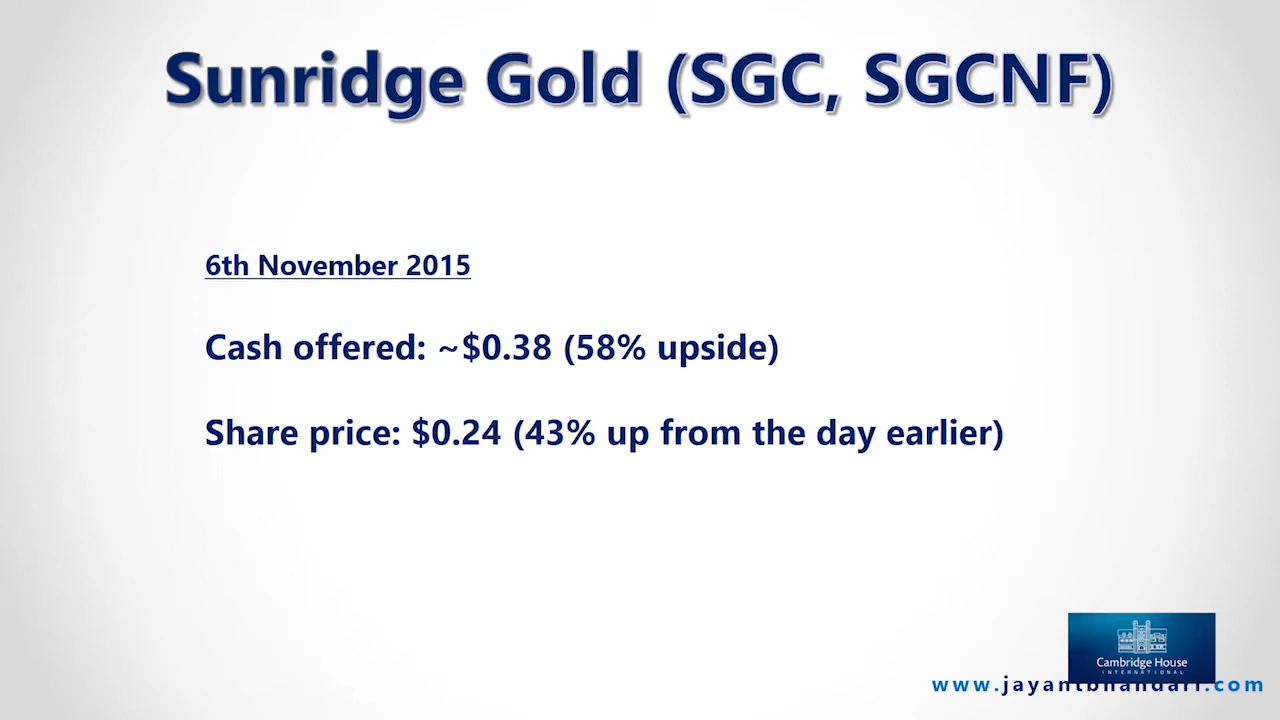 Sunridge Gold (SGC, SGCNF)
6th November 2015
Cash offered: ~$0.38 (58% upside)
Share price: $0.24 (43% up from the day earlier)
Cambridge House
INTERNATIONAL
www.jayantbhandari.com